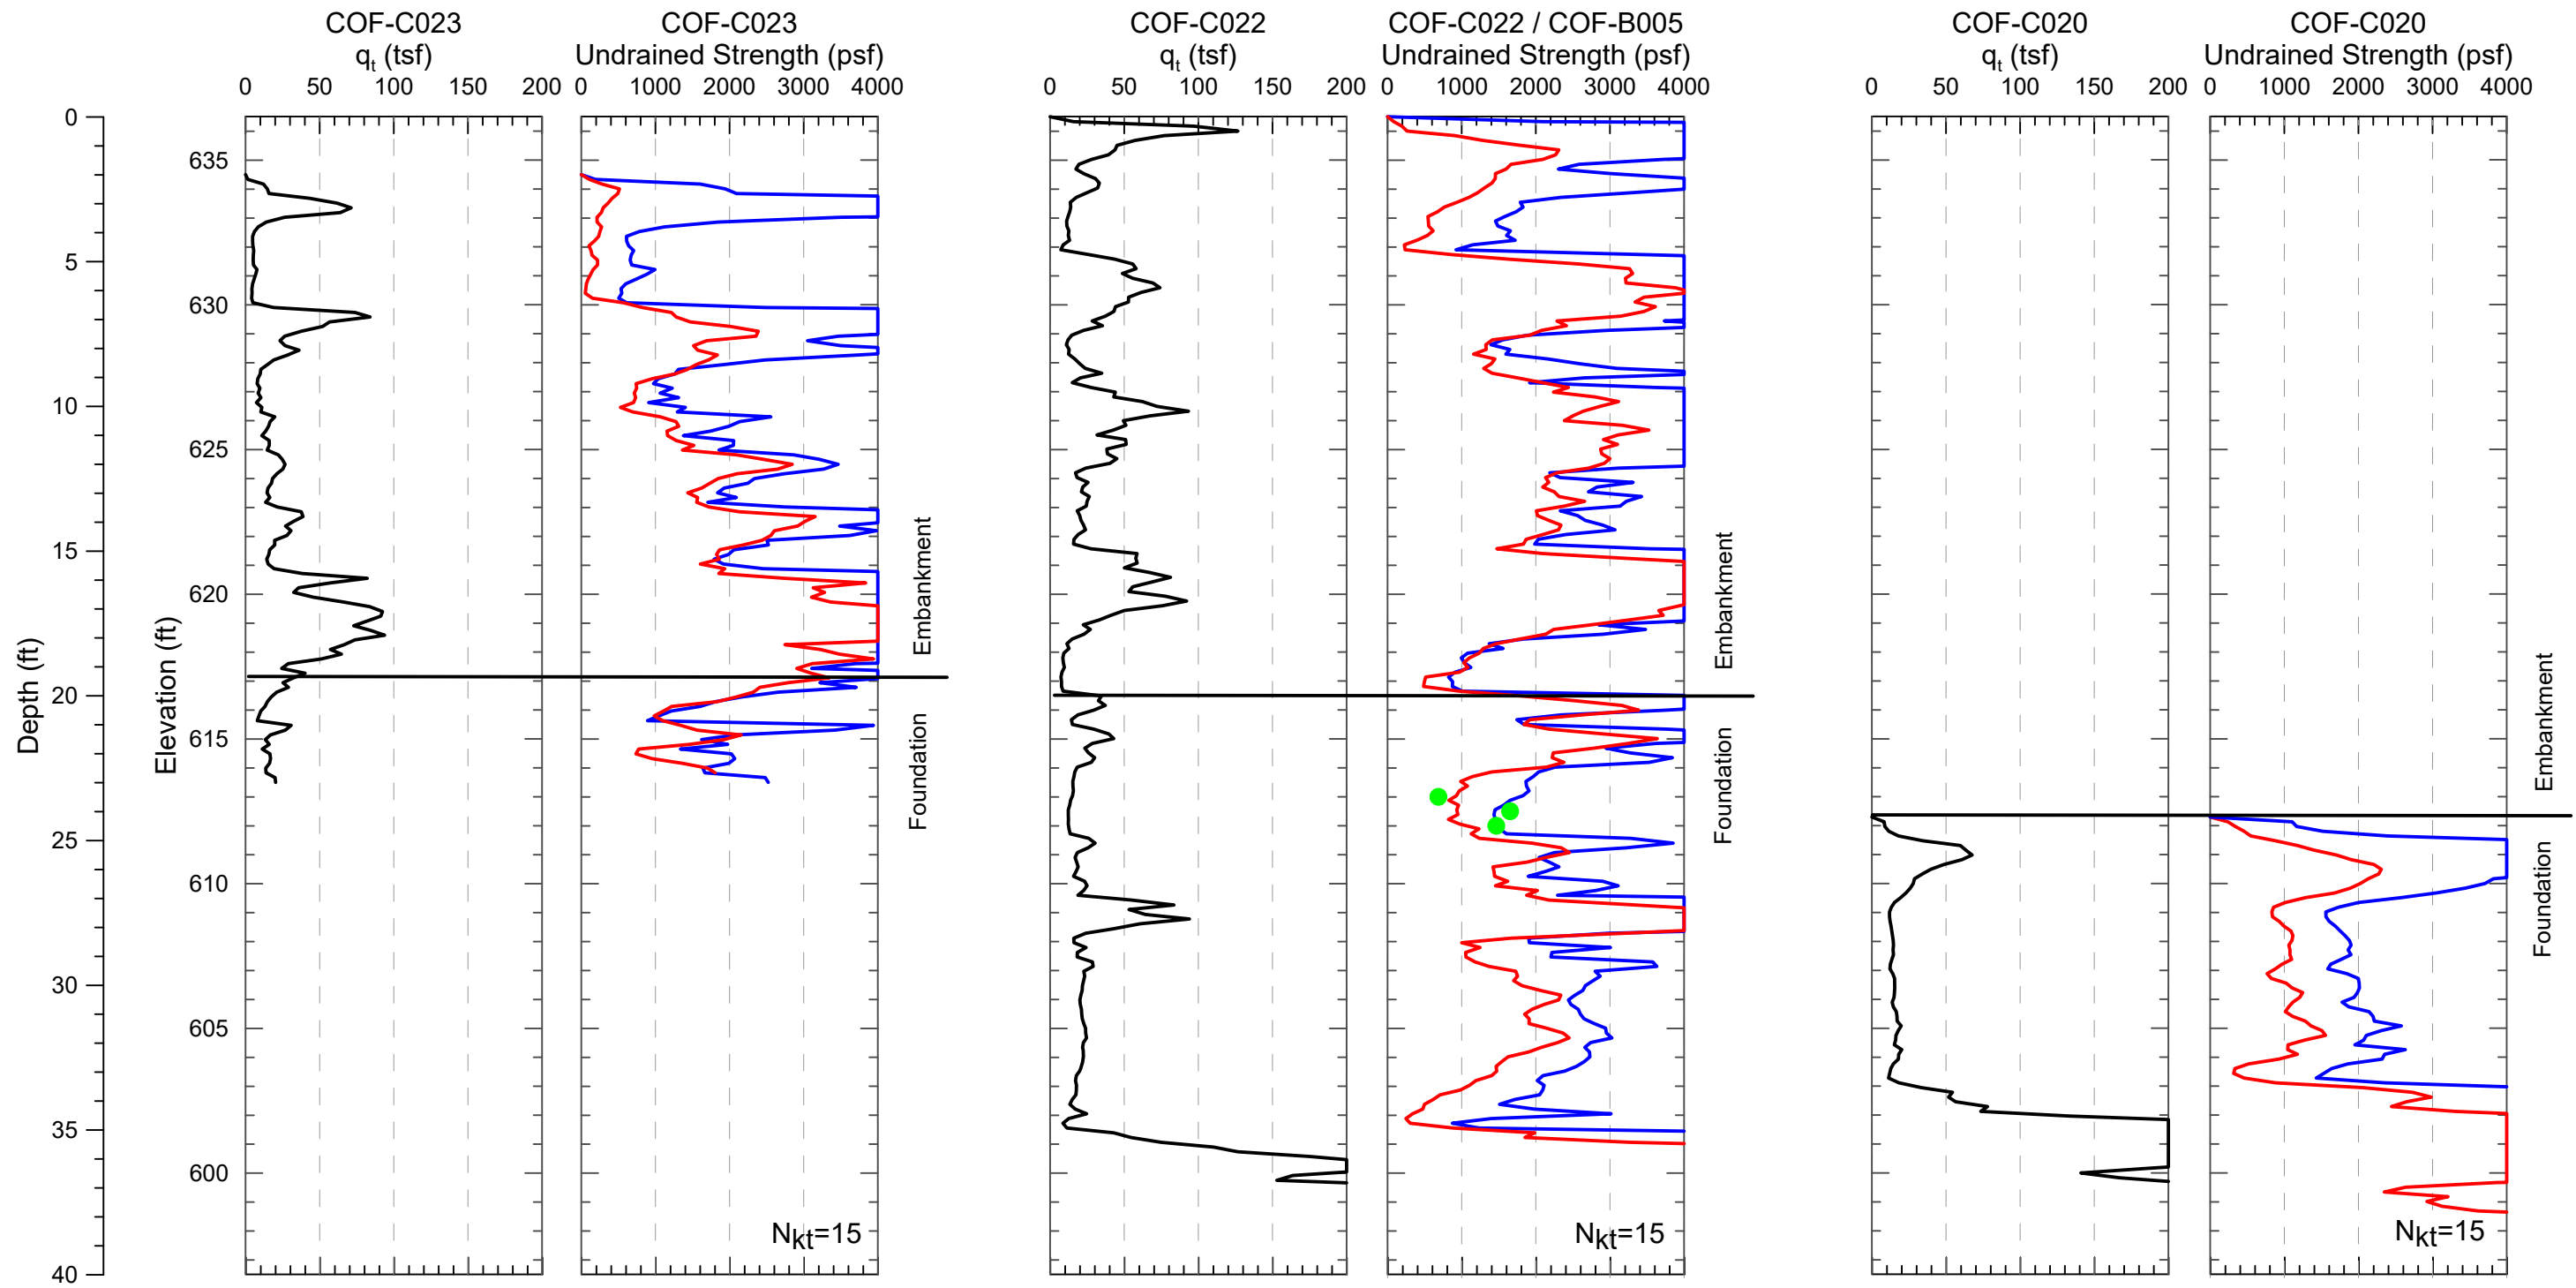 COF-C023
qt (tsf)
0 50 100 150 200
COF-C023
Undrained Strength (psf)
0 1000 2000 3000 4000
COF-C022
qt (tsf)
0 50 100 150 200
COF-C022 / COF-B005
Undrained Strength (psf)
0 1000 2000 3000 4000
COF-C020
qt (tsf)
0 50 100 150 200
COF-C020
Undrained Strength (psf)
0 1000 2000 3000 4000
Depth (ft)
0
5
10
15
20
25
30
35
40
Elevation (ft)
635
630
625
620
615
610
605
600
Embankment
Foundation
Nkt=15
Embankment
Foundation
Nkt=15
Embankment
Foundation
Nkt=15